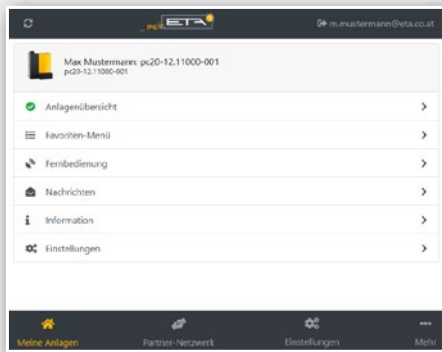 mein ETA
m.mustermann@eta.co.at
Max Mustermann: pc20-12.11000-001
pc20-12.11000-001
Anlagenübersicht
Favoriten-Menü
Fernbedienung
Nachrichten
Information
Einstellungen
Meine Anlagen Partner-Netzwerk Einstellungen Mehr